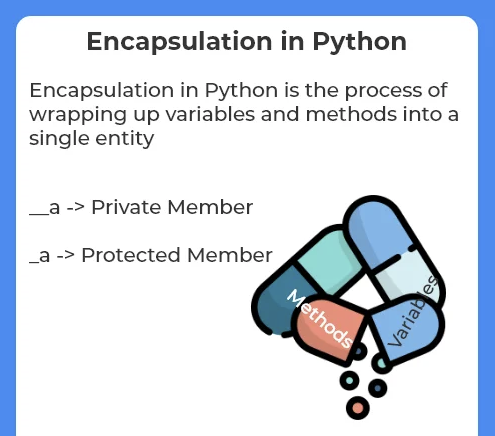 Encapsulation in Python
Encapsulation in Python is the process of
wrapping up variables and methods into a
single entity
__a -> Private Member
_a -> Protected Member
Methods
Variables